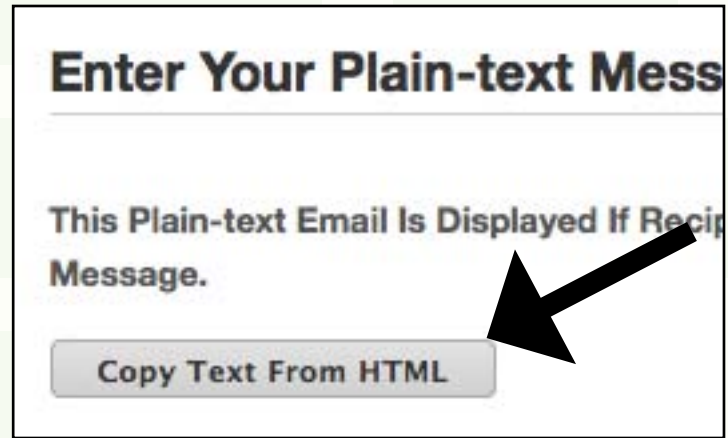 Enter Your Plain-text Mess
This Plain-text Email Is Displayed If Recip
Message.
Copy Text From HTML